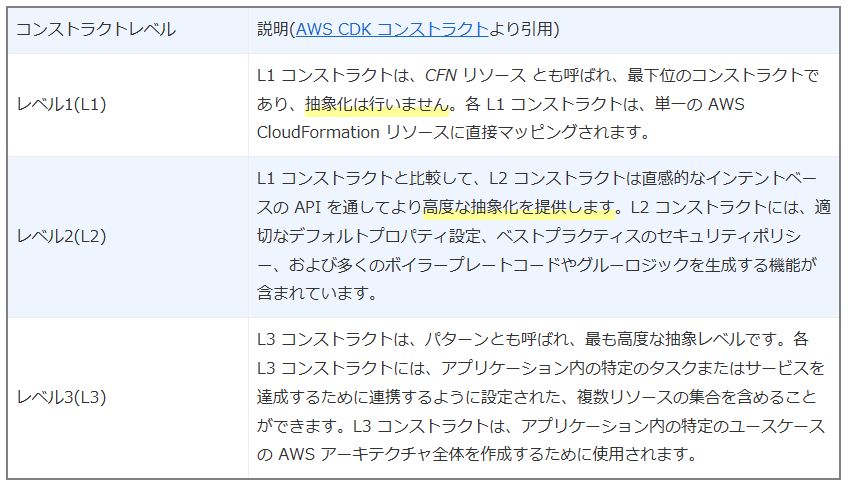 コンストラクトレベル
説明(AWS CDK コンストラクトより引用)
レベル1(L1)
L1 コンストラクトは、CFN リソース とも呼ばれ、最下位のコンストラクトで
あり、抽象化は行いません。各 L1 コンストラクトは、単一の AWS
CloudFormation リソースに直接マッピングされます。
レベル2(L2)
L1 コンストラクトと比較して、L2 コンストラクトは直感的なインテントベー
スの API を通してより高度な抽象化を提供します。L2 コンストラクトには、適
切なデフォルトプロパティ設定、ベストプラクティスのセキュリティポリシ
ー、および多くのボイラープレートコードやグルーロジックを生成する機能が
含まれています。
レベル3(L3)
L3 コンストラクトは、パターンとも呼ばれ、最も高度な抽象レベルです。各
L3 コンストラクトには、アプリケーション内の特定のタスクまたはサービスを
達成するために連携するように設定された、複数リソースの集合を含めること
ができます。L3 コンストラクトは、アプリケーション内の特定のユースケース
の AWS アーキテクチャ全体を作成するために使用されます。